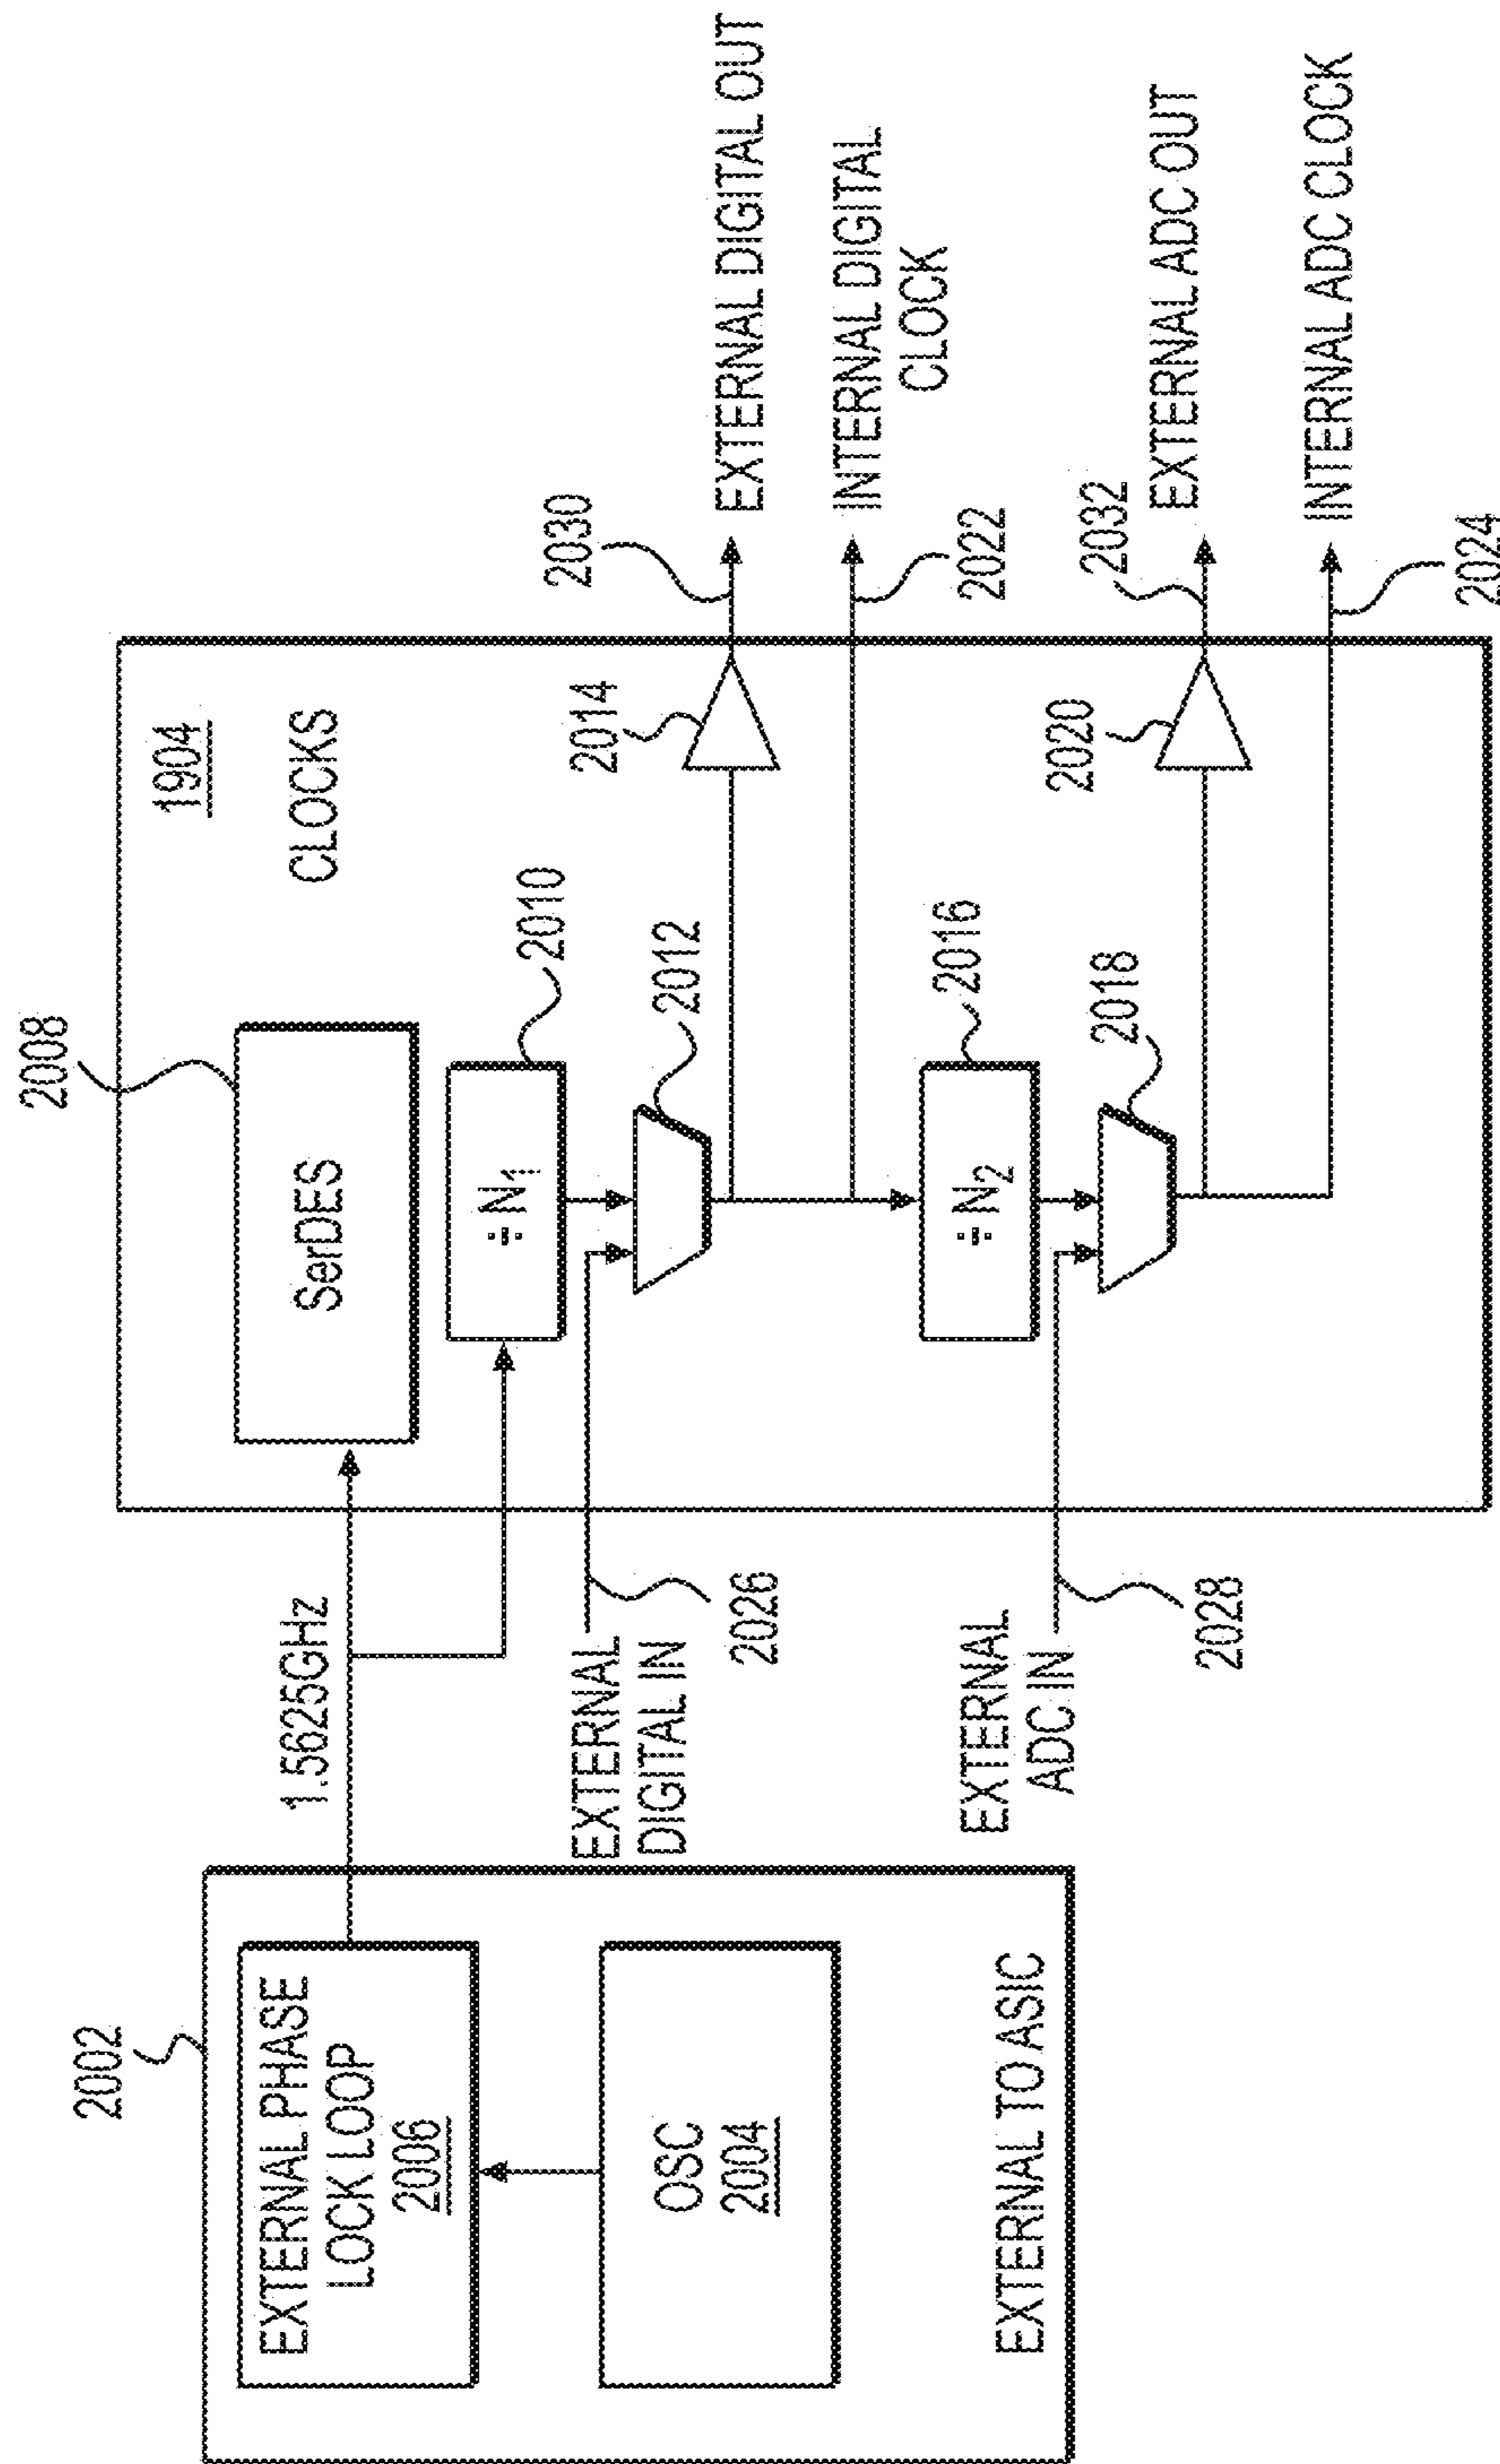 2002
EXTERNAL PHASE
LOCK LOOP
2006
OSC
2004
EXTERNAL TO ASIC
1.5625GHz
EXTERNAL
DIGITAL IN
2026
EXTERNAL
ADC IN
2028
2008
SerDES
1904
CLOCKS
÷ N₁
2010
2012
2014
÷ N₂
2016
2018
2020
2030
EXTERNAL DIGITAL OUT
INTERNAL DIGITAL
CLOCK
2022
2032
EXTERNAL ADC OUT
INTERNAL ADC CLOCK
2024